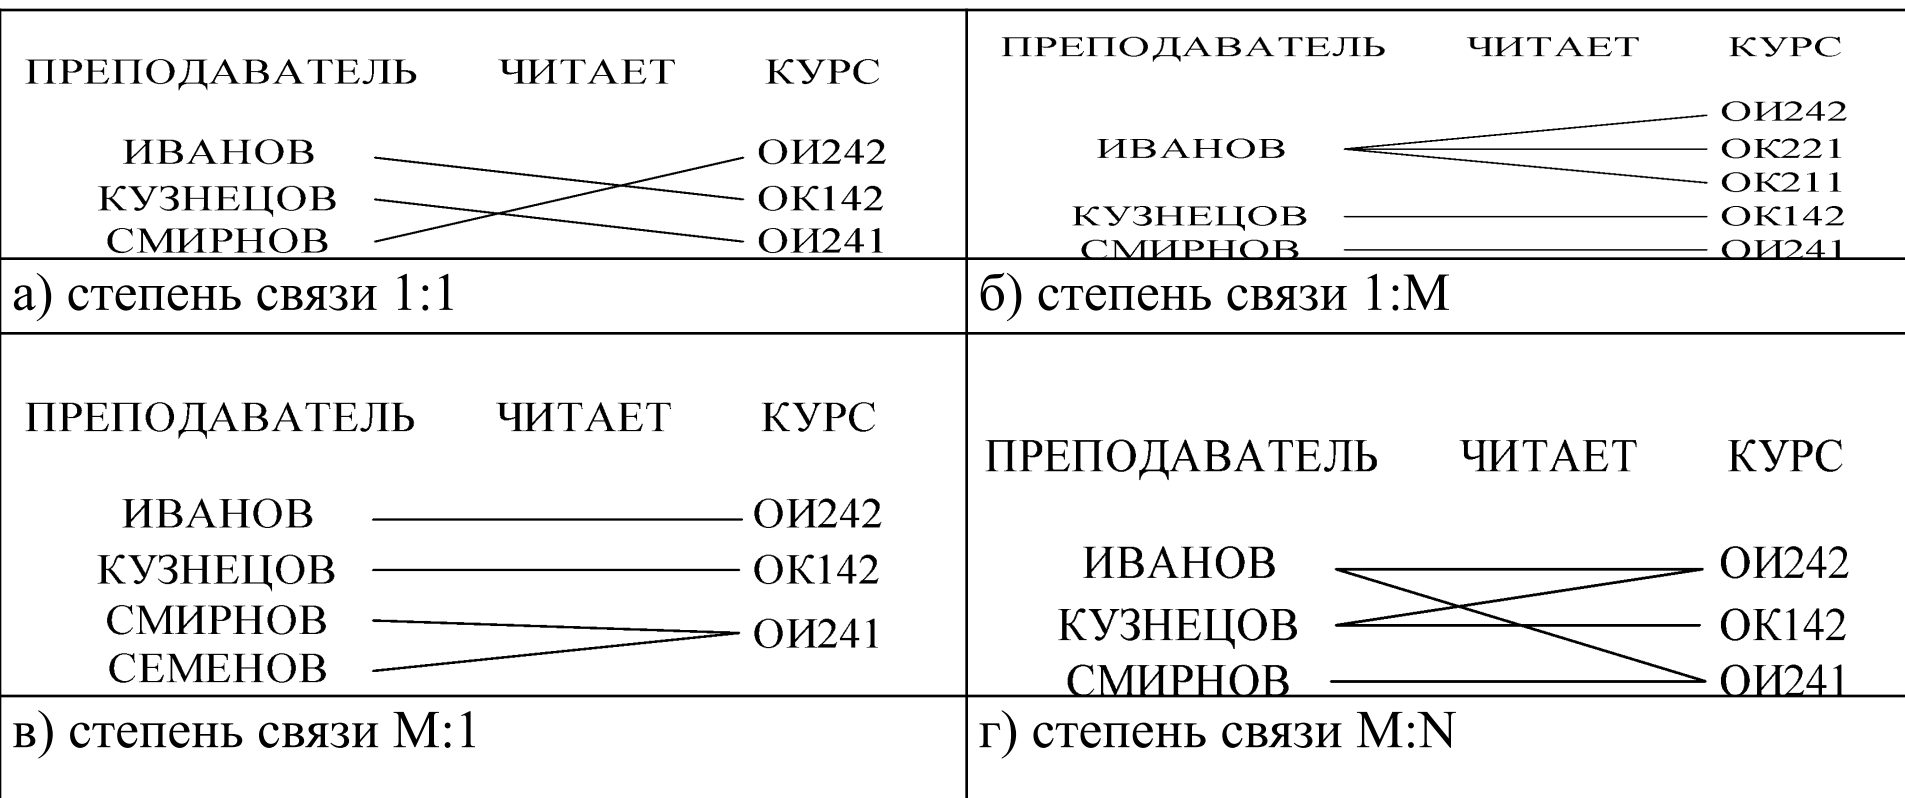 ПРЕПОДАВАТЕЛЬ ЧИТАЕТ КУРС
ИВАНОВ ОИ242
КУЗНЕЦОВ ОК142
СМИРНОВ ОИ241
а) степень связи 1:1
ПРЕПОДАВАТЕЛЬ ЧИТАЕТ КУРС
ОИ242
ИВАНОВ ОК221
ОК211
КУЗНЕЦОВ ОК142
СМИРНОВ ОИ241
б) степень связи 1:М
ПРЕПОДАВАТЕЛЬ ЧИТАЕТ КУРС
ИВАНОВ ОИ242
КУЗНЕЦОВ ОК142
СМИРНОВ ОИ241
СЕМЕНОВ
в) степень связи М:1
ПРЕПОДАВАТЕЛЬ ЧИТАЕТ КУРС
ИВАНОВ ОИ242
КУЗНЕЦОВ ОК142
СМИРНОВ ОИ241
г) степень связи M:N